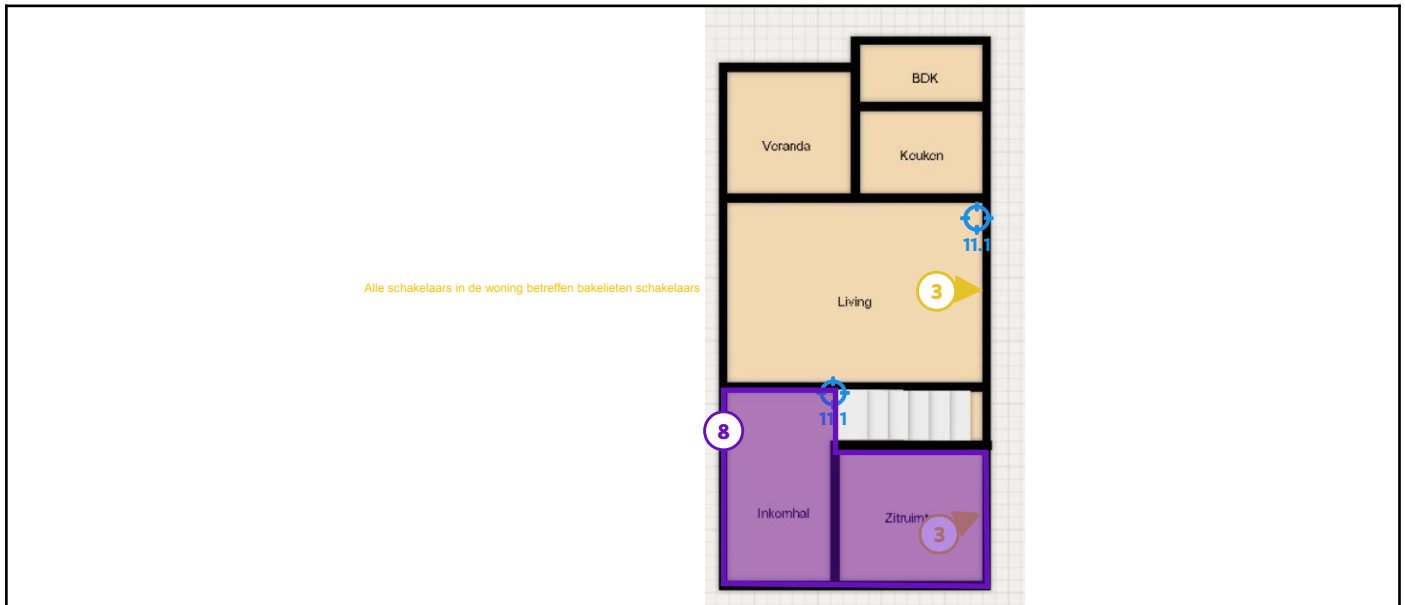 BDK
Veranda
Keuken
11.1
Alle schakelaars in de woning betreffen bakelieten schakelaars
3
Living
11.1
8
Inkomhal
Zitruimte
3